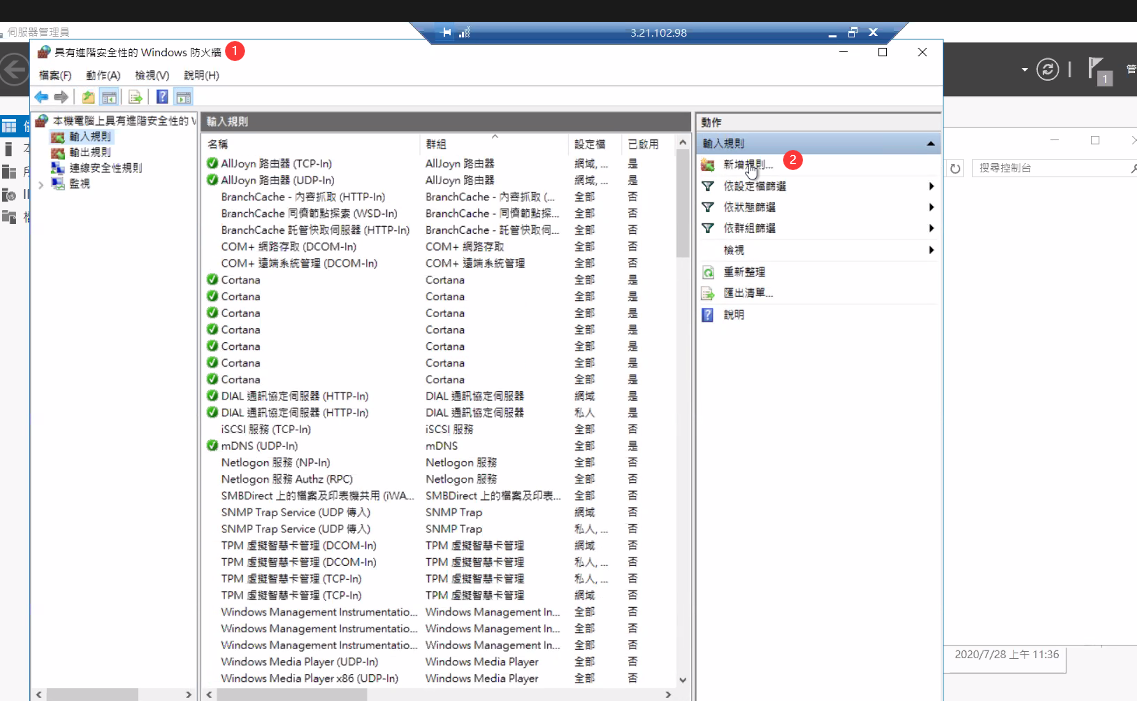 伺服器管理員
3.21.102.98
具有進階安全性的 Windows 防火牆 1
檔案(F) 動作(A) 檢視(V) 說明(H)
1
本機電腦上具有進階安全性的 W
輸入規則
輸出規則
連線安全性規則
監視
輸入規則
名稱 群組 設定檔 已啟用
AllJoyn 路由器 (TCP-In) AllJoyn 路由器 網域, ... 是
AllJoyn 路由器 (UDP-In) AllJoyn 路由器 網域, ... 是
BranchCache - 內容抓取 (HTTP-In) BranchCache - 內容抓取 (... 全部 否
BranchCache 同儕節點探索 (WSD-In) BranchCache - 同儕節點探... 全部 否
BranchCache 託管快取伺服器 (HTTP-In) BranchCache - 託管快取伺... 全部 否
COM+ 網路存取 (DCOM-In) COM+ 網路存取 全部 否
COM+ 遠端系統管理 (DCOM-In) COM+ 遠端系統管理 全部 否
Cortana Cortana 全部 是
Cortana Cortana 全部 是
Cortana Cortana 全部 是
Cortana Cortana 全部 是
Cortana Cortana 全部 是
Cortana Cortana 全部 是
Cortana Cortana 全部 是
DIAL 通訊協定伺服器 (HTTP-In) DIAL 通訊協定伺服器 網域 是
DIAL 通訊協定伺服器 (HTTP-In) DIAL 通訊協定伺服器 私人 是
iSCSI 服務 (TCP-In) iSCSI 服務 全部 否
mDNS (UDP-In) mDNS 全部 是
Netlogon 服務 (NP-In) Netlogon 服務 全部 否
Netlogon 服務 Authz (RPC) Netlogon 服務 全部 否
SMBDirect 上的檔案及印表機共用 (iWA... SMBDirect 上的檔案及印表... 全部 否
SNMP Trap Service (UDP 傳入) SNMP Trap 網域 否
SNMP Trap Service (UDP 傳入) SNMP Trap 私人, ... 否
TPM 虛擬智慧卡管理 (DCOM-In) TPM 虛擬智慧卡管理 網域 否
TPM 虛擬智慧卡管理 (DCOM-In) TPM 虛擬智慧卡管理 私人, ... 否
TPM 虛擬智慧卡管理 (TCP-In) TPM 虛擬智慧卡管理 私人, ... 否
TPM 虛擬智慧卡管理 (TCP-In) TPM 虛擬智慧卡管理 網域 否
Windows Management Instrumentatio... Windows Management In... 全部 否
Windows Management Instrumentatio... Windows Management In... 全部 否
Windows Management Instrumentatio... Windows Management In... 全部 否
Windows Media Player (UDP-In) Windows Media Player 全部 否
Windows Media Player x86 (UDP-In) Windows Media Player 全部 否
動作
輸入規則
新增規則... 2
依設定檔篩選
依狀態篩選
依群組篩選
檢視
重新整理
匯出清單...
說明
搜尋控制台
2020/7/28 上午 11:36